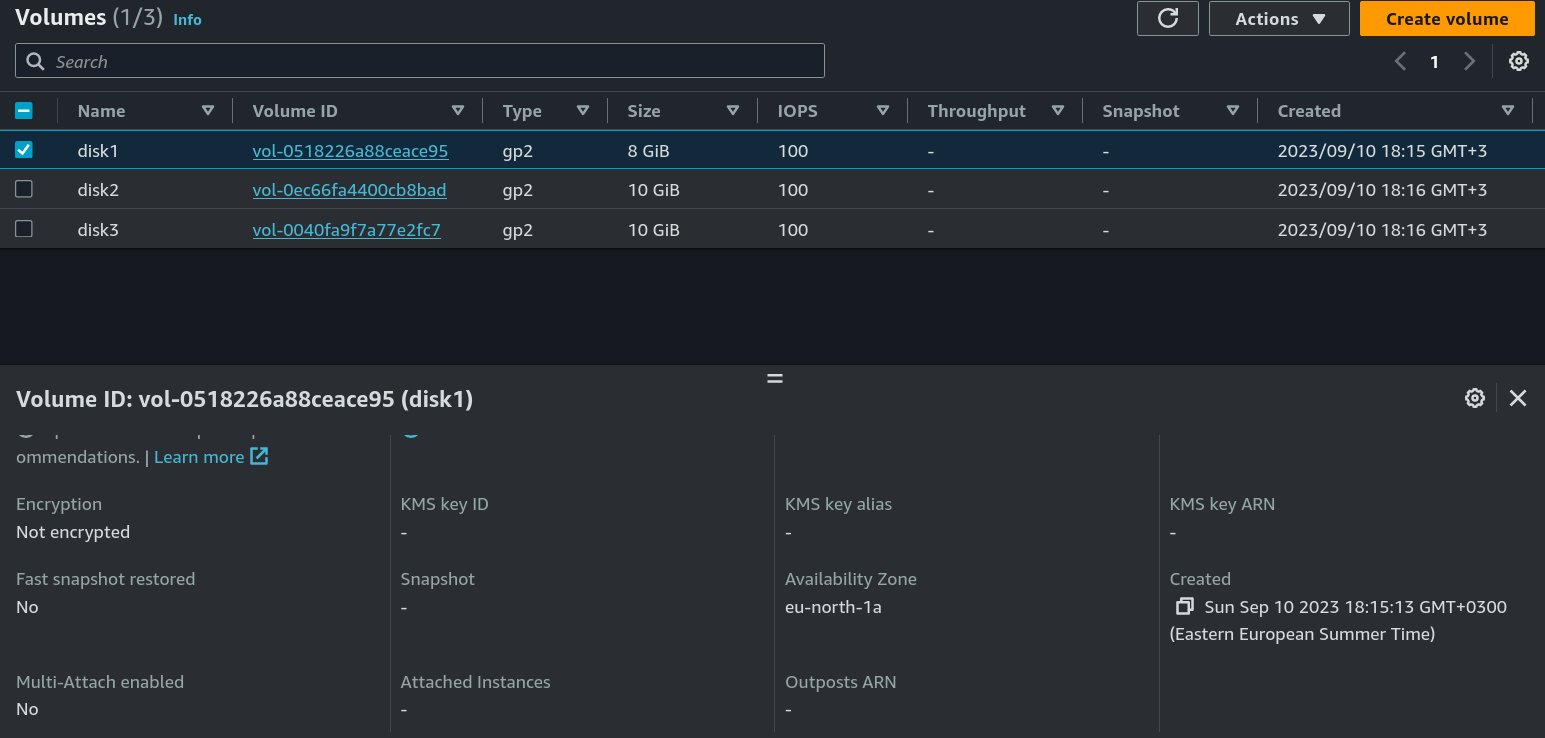 Volumes (1/3) Info
Actions
Create volume
Search
1
Name Volume ID Type Size IOPS Throughput Snapshot Created
disk1 vol-0518226a88ceace95 gp2 8 GiB 100 - - 2023/09/10 18:15 GMT+3
disk2 vol-0ec66fa4400cb8bad gp2 10 GiB 100 - - 2023/09/10 18:16 GMT+3
disk3 vol-0040fa9f7a77e2fc7 gp2 10 GiB 100 - - 2023/09/10 18:16 GMT+3
Volume ID: vol-0518226a88ceace95 (disk1)
ommendations. | Learn more
Encryption KMS key ID KMS key alias KMS key ARN
Not encrypted - - -
Fast snapshot restored Snapshot Availability Zone Created
No - eu-north-1a Sun Sep 10 2023 18:15:13 GMT+0300
(Eastern European Summer Time)
Multi-Attach enabled Attached Instances Outposts ARN
No - -